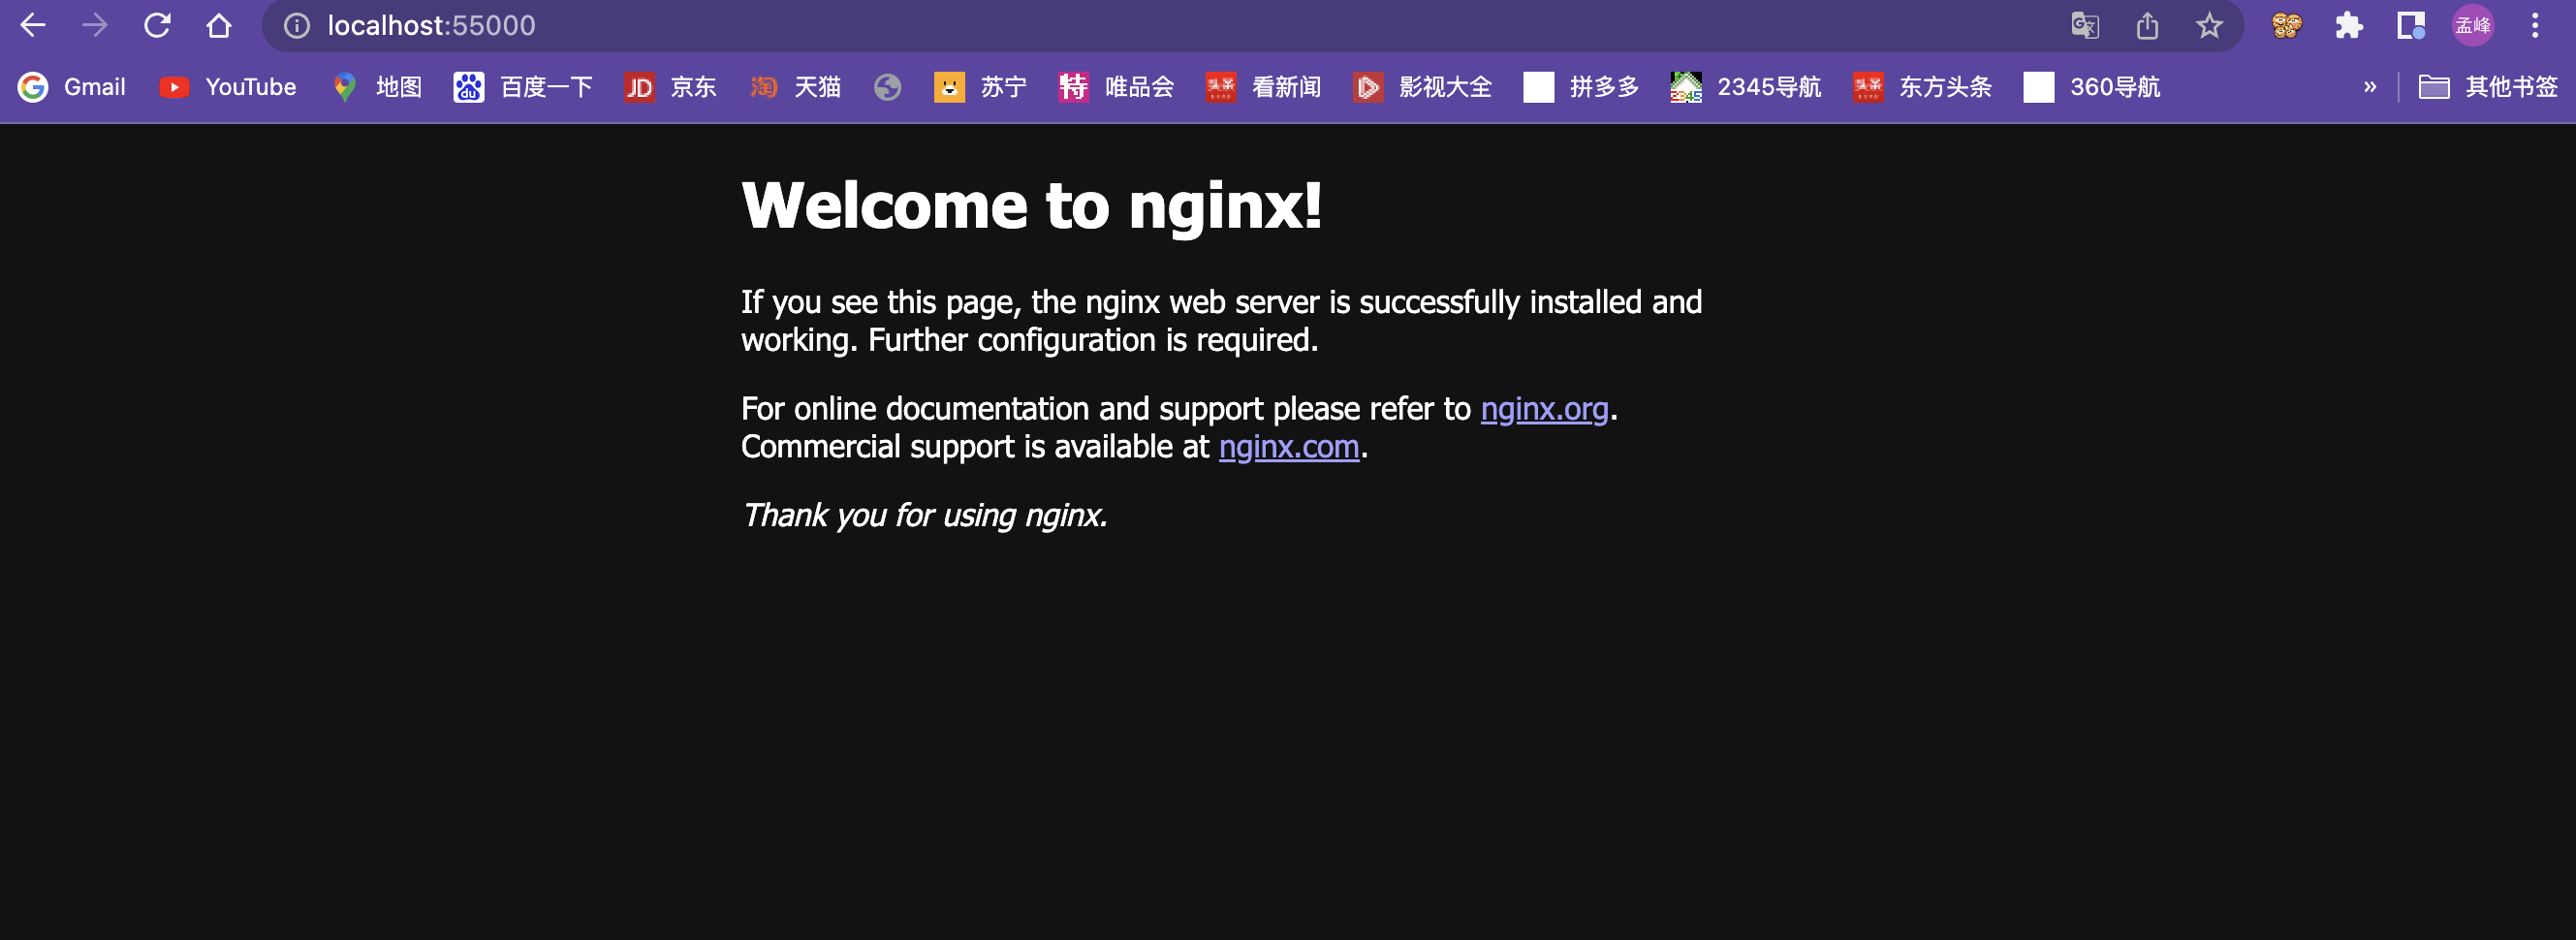 localhost:55000
孟峰
Gmail YouTube 地图 百度一下 京东 天猫 苏宁 唯品会 看新闻 影视大全 拼多多 2345导航 东方头条 360导航 » 其他书签
Welcome to nginx!
If you see this page, the nginx web server is successfully installed and
working. Further configuration is required.
For online documentation and support please refer to nginx.org.
Commercial support is available at nginx.com.
Thank you for using nginx.